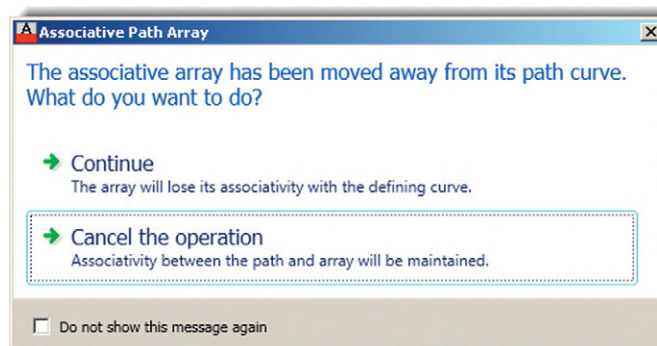 A Associative Path Array
The associative array has been moved away from its path curve.
What do you want to do?
Continue
The array will lose its associativity with the defining curve.
Cancel the operation
Associativity between the path and array will be maintained.
Do not show this message again